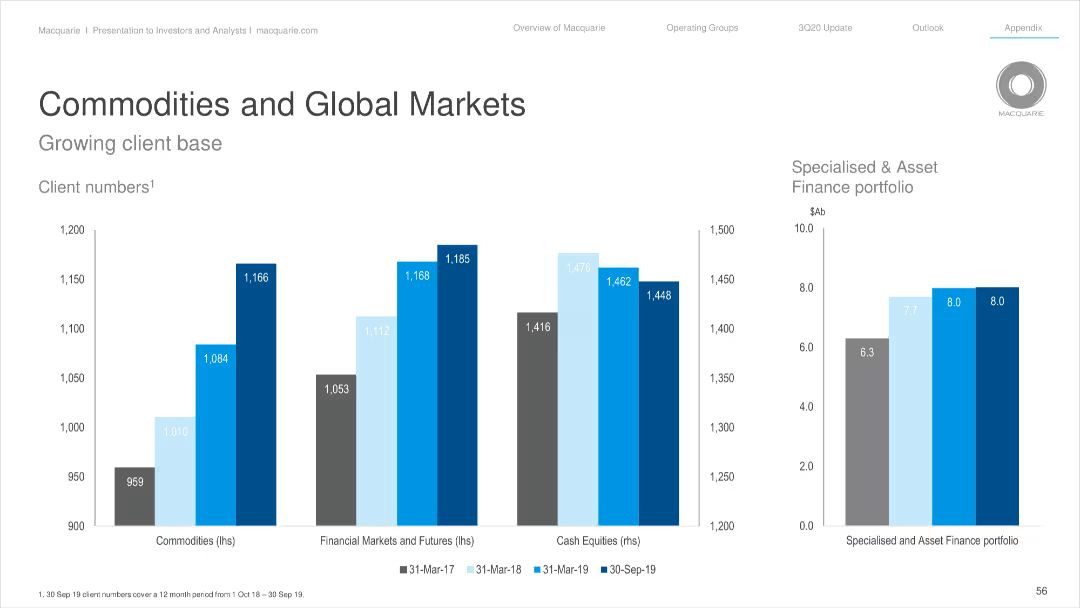 Macquarie I Presentation to Investors and Analysts I macquarie.com
Overview of Macquarie
Operating Groups
3Q20 Update
Outlook
Appendix
MACQUARIE
Commodities and Global Markets
Growing client base
Client numbers1
Specialised & Asset
Finance portfolio
1,200
1,150
1,100
1,050
1,000
950
900
959
1,010
1,084
1,166
1,053
1,112
1,168
1,185
1,416
1,476
1,462
1,448
1,500
1,450
1,400
1,350
1,300
1,250
1,200
Commodities (lhs)
Financial Markets and Futures (lhs)
Cash Equities (rhs)
31-Mar-17
31-Mar-18
31-Mar-19
30-Sep-19
$Ab
10.0
8.0
6.0
4.0
2.0
0.0
6.3
7.7
8.0
8.0
Specialised and Asset Finance portfolio
1. 30 Sep 19 client numbers cover a 12 month period from 1 Oct 18 – 30 Sep 19.
56